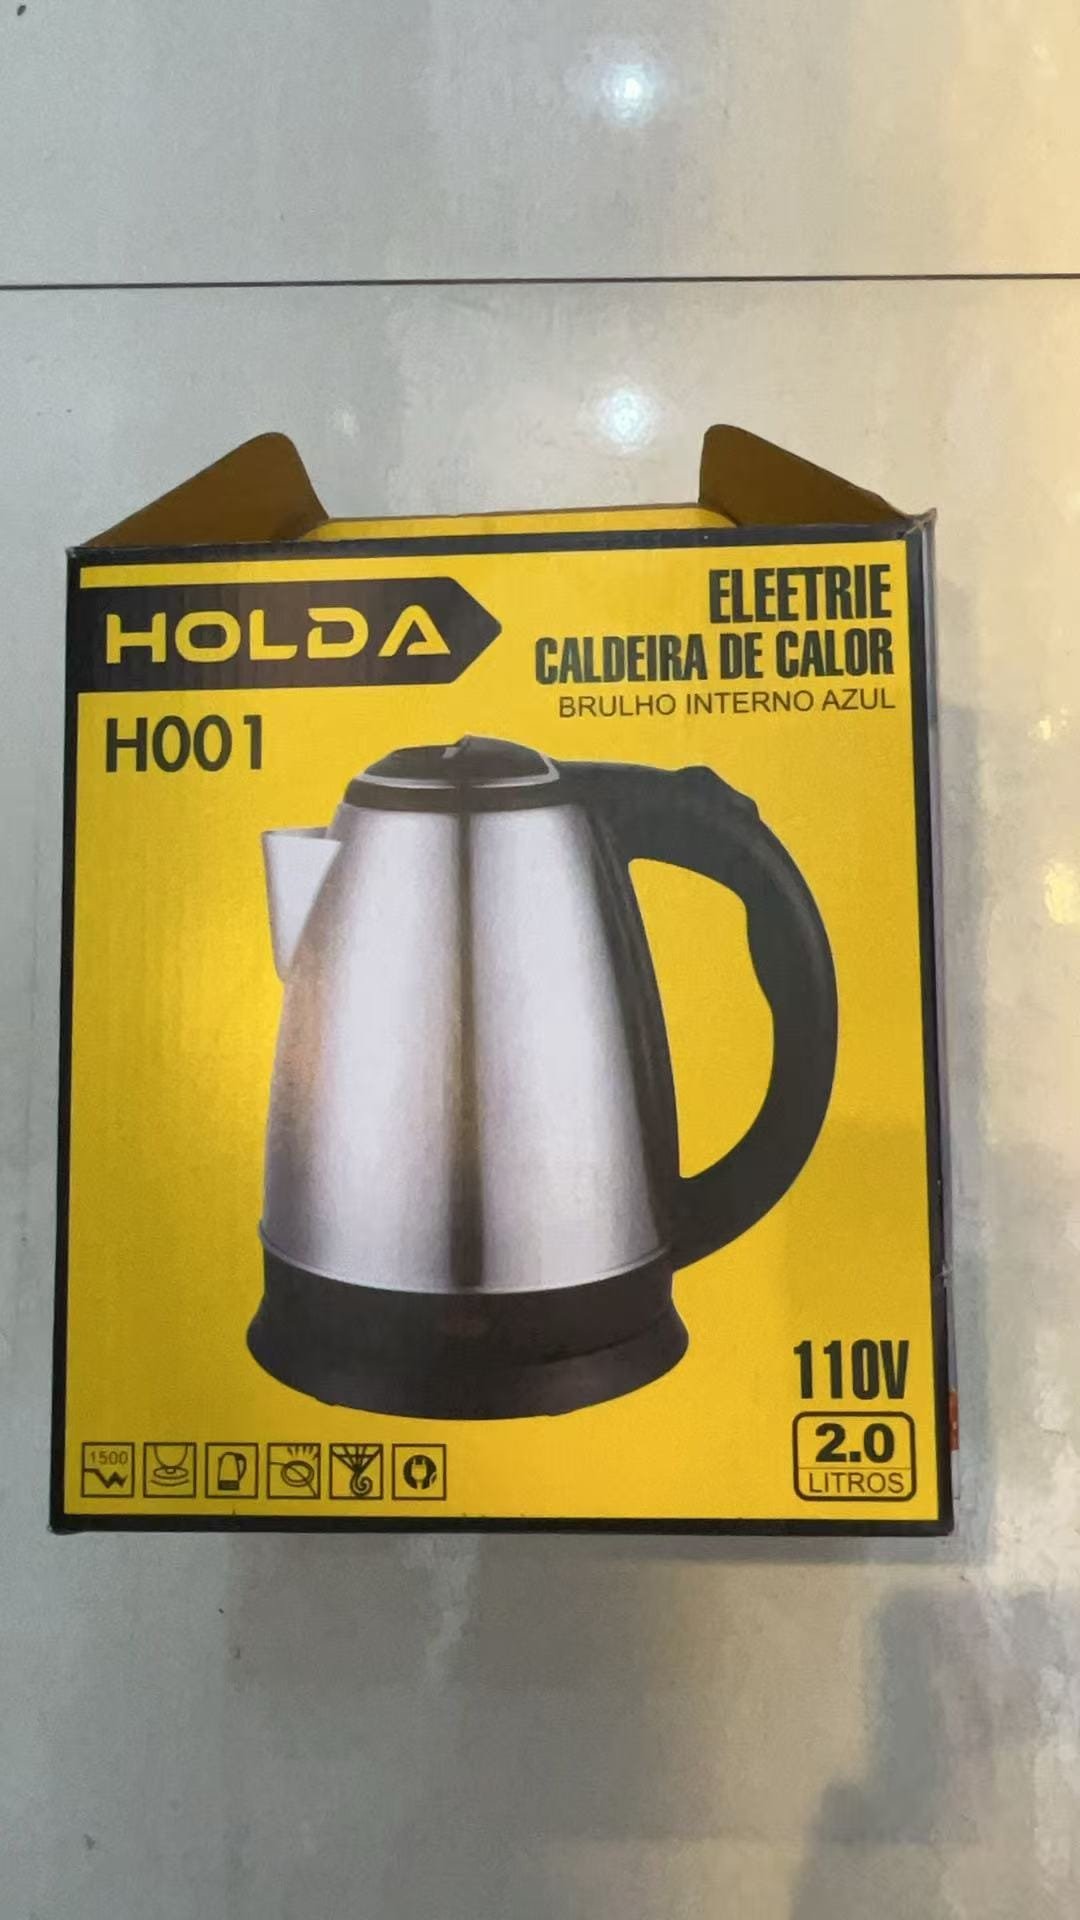 HOLDA
ELEETRIE
CALDEIRA DE CALOR
BRULHO INTERNO AZUL
H001
110V
2.0
LITROS
1500
W